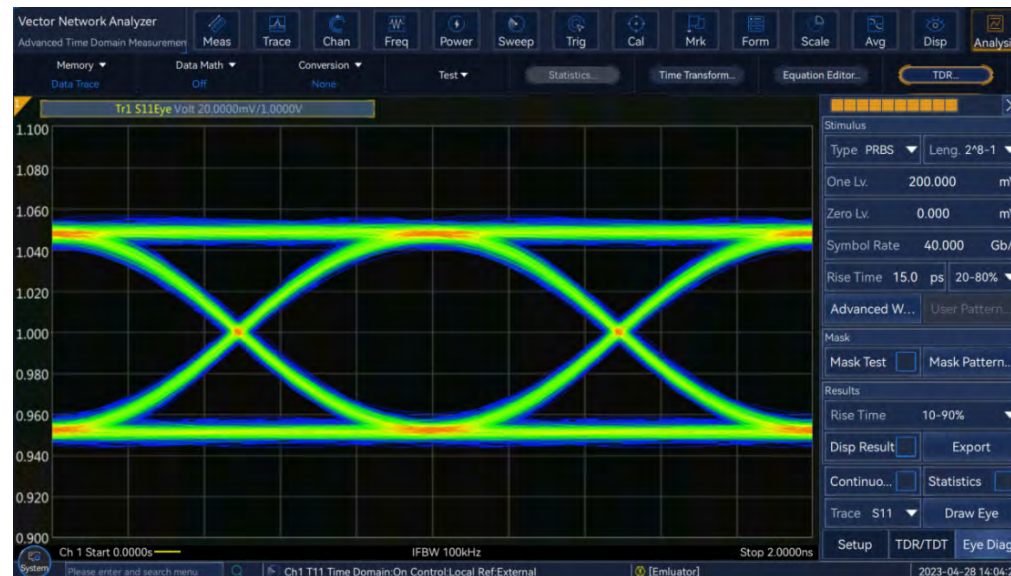 Vector Network Analyzer
Advanced Time Domain Measuremen
Meas Trace Chan Freq Power Sweep Trig Cal Mrk Form Scale Avg Disp Analysi
Memory Data Math Conversion Test Statistics... Time Transform... Equation Editor... TDR...
Data Trace Off None
1
Tr1 S11Eye Volt 20.0000mV/1.0000V
1.100
1.080
1.060
1.040
1.020
1.000
0.980
0.960
0.940
0.920
0.900
Stimulus
Type PRBS Leng. 2^8-1
One Lv. 200.000 m
Zero Lv. 0.000 m
Symbol Rate 40.000 Gb/
Rise Time 15.0 ps 20-80%
Advanced W... User Pattern...
Mask
Mask Test Mask Pattern..
Results
Rise Time 10-90%
Disp Result Export
Continuo... Statistics
Trace S11 Draw Eye
Setup TDR/TDT Eye Diag
Ch 1 Start 0.0000s IFBW 100kHz Stop 2.0000ns
System Please enter and search menu Ch1 T11 Time Domain:On Control:Local Ref:External [Emluator] 2023-04-28 14:04:2